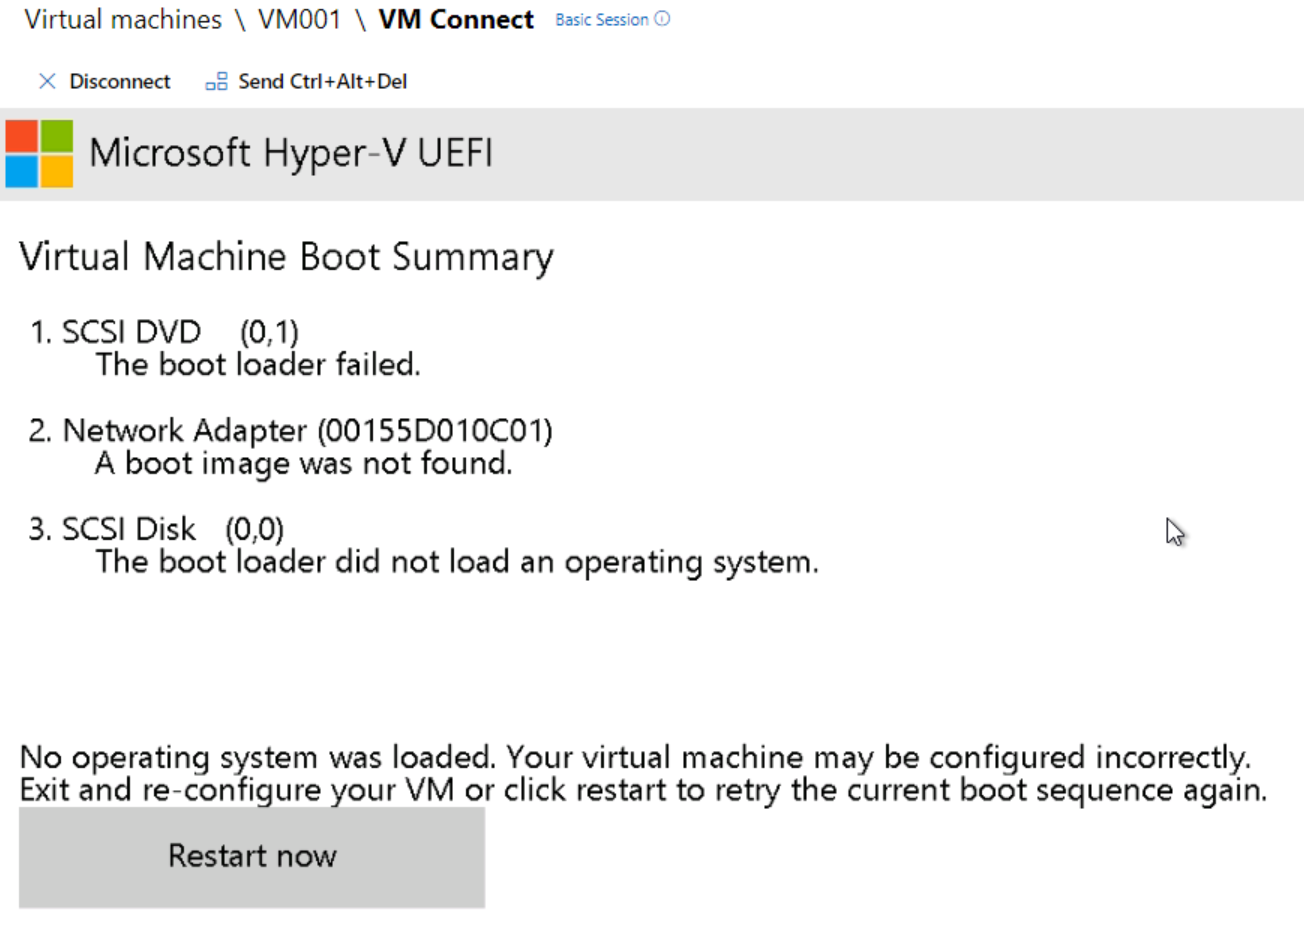 Virtual machines \ VM001 \ VM Connect Basic Session
Disconnect Send Ctrl+Alt+Del
Microsoft Hyper-V UEFI
Virtual Machine Boot Summary
1. SCSI DVD (0,1)
The boot loader failed.
2. Network Adapter (00155D010C01)
A boot image was not found.
3. SCSI Disk (0,0)
The boot loader did not load an operating system.
No operating system was loaded. Your virtual machine may be configured incorrectly.
Exit and re-configure your VM or click restart to retry the current boot sequence again.
Restart now